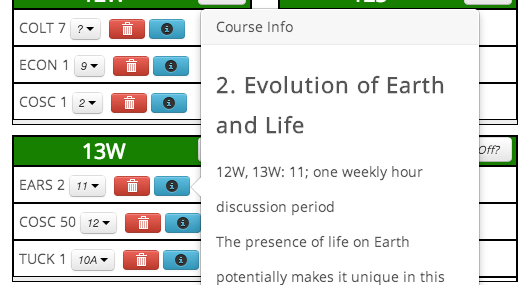 12W
12S
COLT 7 ?
ECON 1 9
COSC 1 2
13W
Off?
EARS 2 11
COSC 50 12
TUCK 1 10A
Course Info
2. Evolution of Earth
and Life
12W, 13W: 11; one weekly hour
discussion period
The presence of life on Earth
potentially makes it unique in this